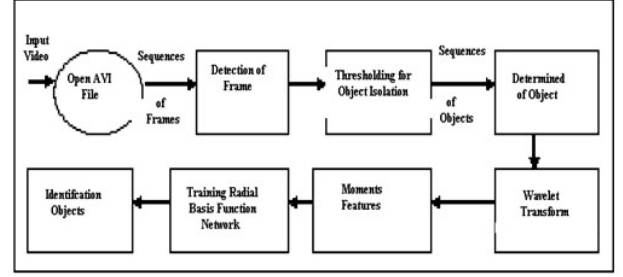 Input
Video
Open AVI
File
Sequences
of
Frames
Detection of
Frame
Thresholding for
Object Isolation
Sequences
of
Objects
Determined
of Object
Wavelet
Transform
Moments
Features
Training Radial
Basis Function
Network
Identifcation
Objects